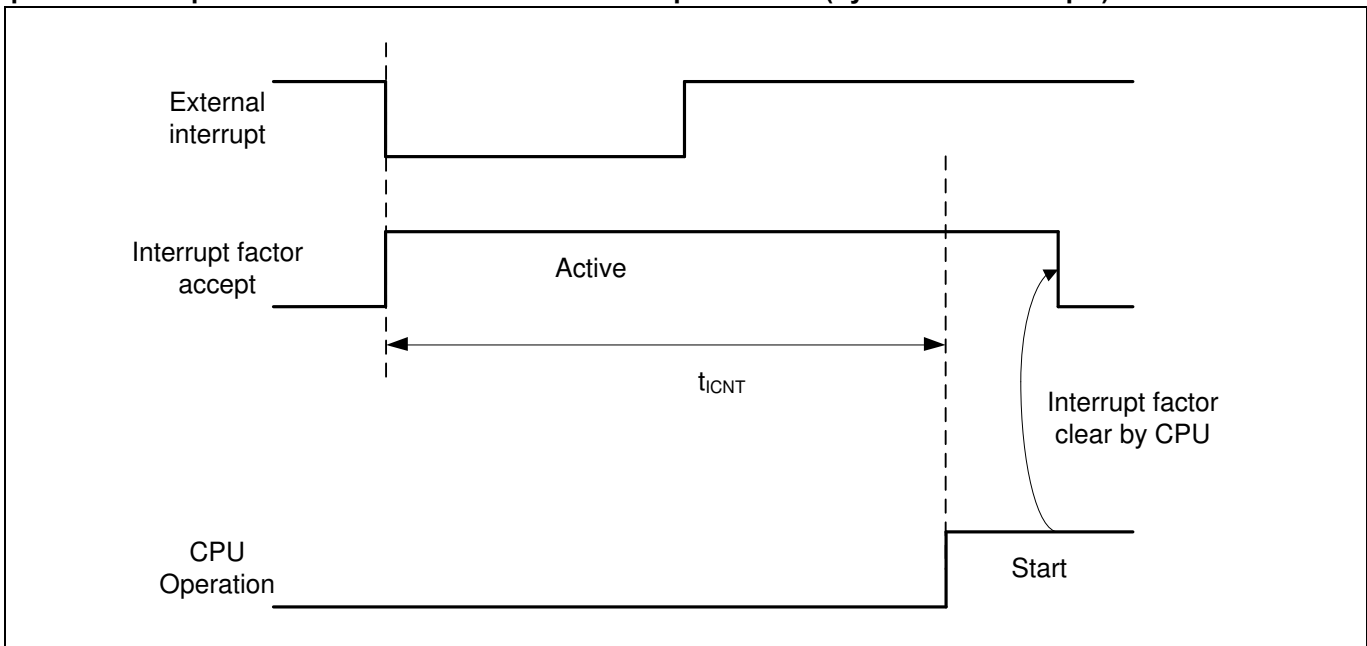 External
interrupt
Interrupt factor
accept
Active
tICNT
Interrupt factor
clear by CPU
CPU
Operation
Start